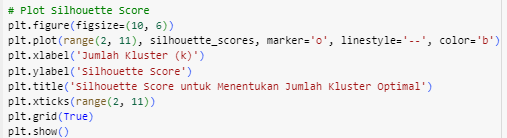 # Plot Silhouette Score
plt.figure(figsize=(10, 6))
plt.plot(range(2, 11), silhouette_scores, marker='o', linestyle='--', color='b')
plt.xlabel('Jumlah Kluster (k)')
plt.ylabel('Silhouette Score')
plt.title('Silhouette Score untuk Menentukan Jumlah Kluster Optimal')
plt.xticks(range(2, 11))
plt.grid(True)
plt.show()